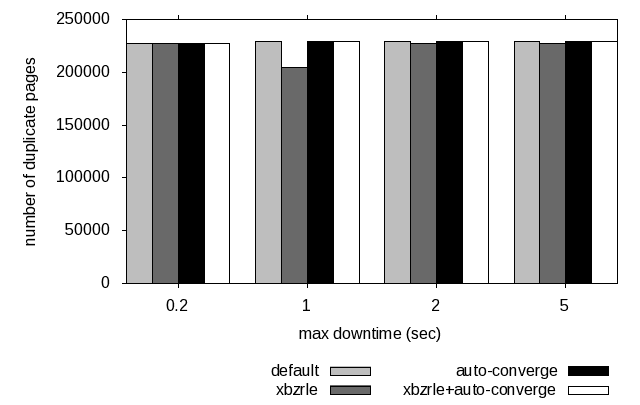 250000
200000
150000
100000
50000
0
number of duplicate pages
0.2 1 2 5
max downtime (sec)
default auto-converge
xbzrle xbzrle+auto-converge